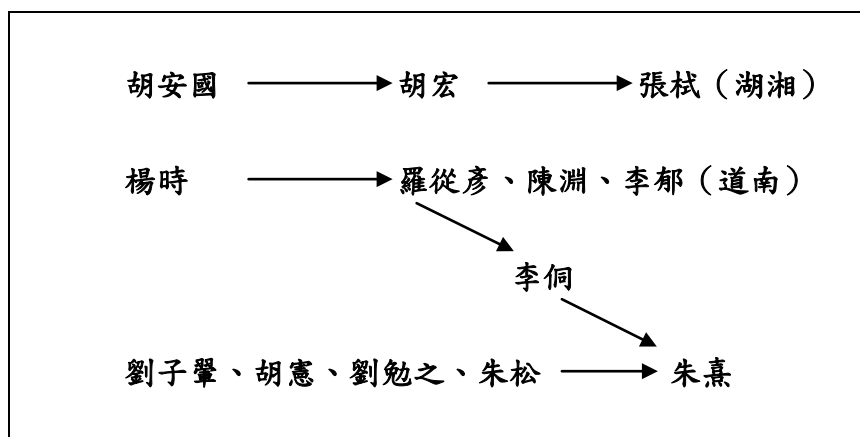 胡安國 胡宏 張栻（湖湘）
楊時 羅從彥、陳淵、李郁（道南）
李侗
劉子翬、胡憲、劉勉之、朱松 朱熹